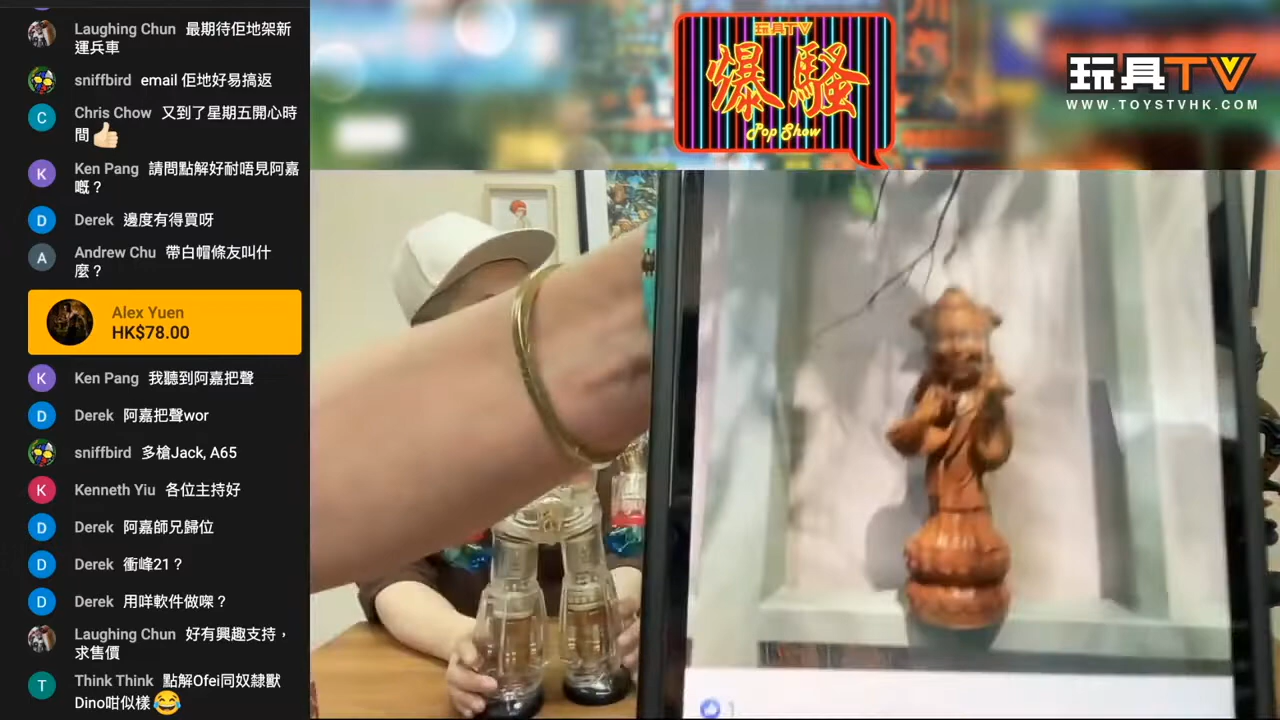 Laughing Chun 最期待佢地架新
運兵車
sniffbird email 佢地好易搞返
Chris Chow 又到了星期五開心時
間👍🏻
Ken Pang 請問點解好耐唔見阿嘉
嘅？
Derek 邊度有得買呀
Andrew Chu 帶白帽條友叫什
麼？
Alex Yuen
HK$78.00
Ken Pang 我聽到阿嘉把聲
Derek 阿嘉把聲wor
sniffbird 多槍Jack, A65
Kenneth Yiu 各位主持好
Derek 阿嘉師兄歸位
Derek 衝峰21？
Derek 用咩軟件做㗎？
Laughing Chun 好有興趣支持，
求售價
Think Think 點解Ofei同奴隸獸
Dino咁似樣😂
玩具TV
爆騷
Pop Show
玩具TV
WWW.TOYSTVHK.COM
1